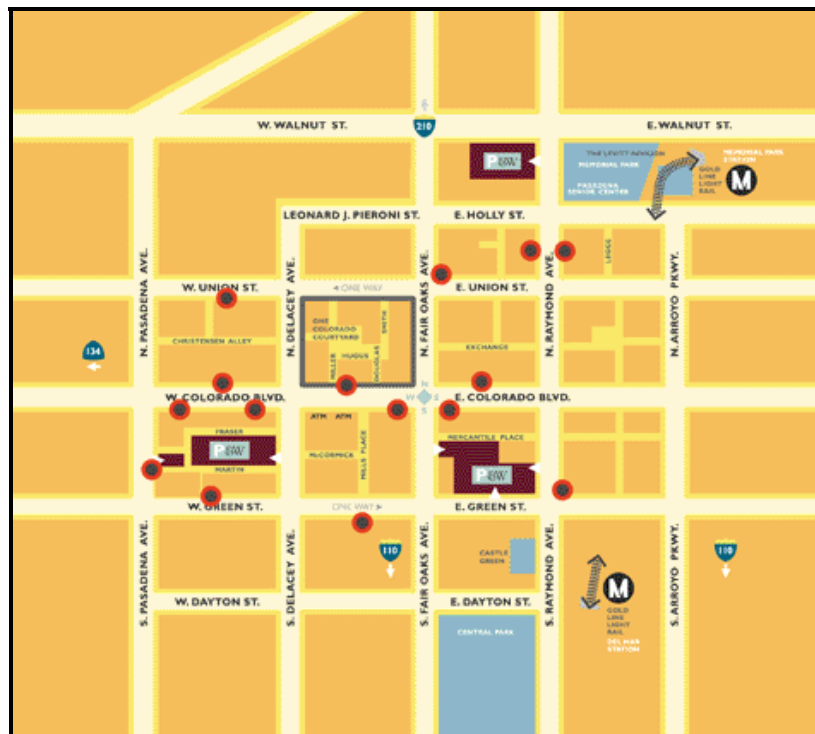 W. WALNUT ST.
E. WALNUT ST.
210
P
THE LEVITT PAVILION
MEMORIAL PARK
PASADENA
SENIOR CENTER
MEMORIAL PARK
STATION
GOLD
LINE
LIGHT
RAIL
M
LEONARD J. PIERONI ST.
E. HOLLY ST.
N. PASADENA AVE.
N. DELACEY AVE.
N. FAIR OAKS AVE.
N. RAYMOND AVE.
N. ARROYO PKWY.
LEGGE
W. UNION ST.
ONE WAY
E. UNION ST.
ONE
COLORADO
COURTYARD
SMITH
CHRISTENSEN ALLEY
134
MILLER
HUGUS
DOUGLAS
EXCHANGE
N
W
E
S
W. COLORADO BLVD.
E. COLORADO BLVD.
ATM
ATM
FRASER
MERCANTILE PLACE
P
McCORMICK
MILLS PLACE
MARTIN
P
W. GREEN ST.
ONE WAY
E. GREEN ST.
S. PASADENA AVE.
S. DELACEY AVE.
S. FAIR OAKS AVE.
S. RAYMOND AVE.
S. ARROYO PKWY.
110
CASTLE
GREEN
110
M
W. DAYTON ST.
E. DAYTON ST.
GOLD
LINE
LIGHT
RAIL
DEL MAR
STATION
CENTRAL PARK